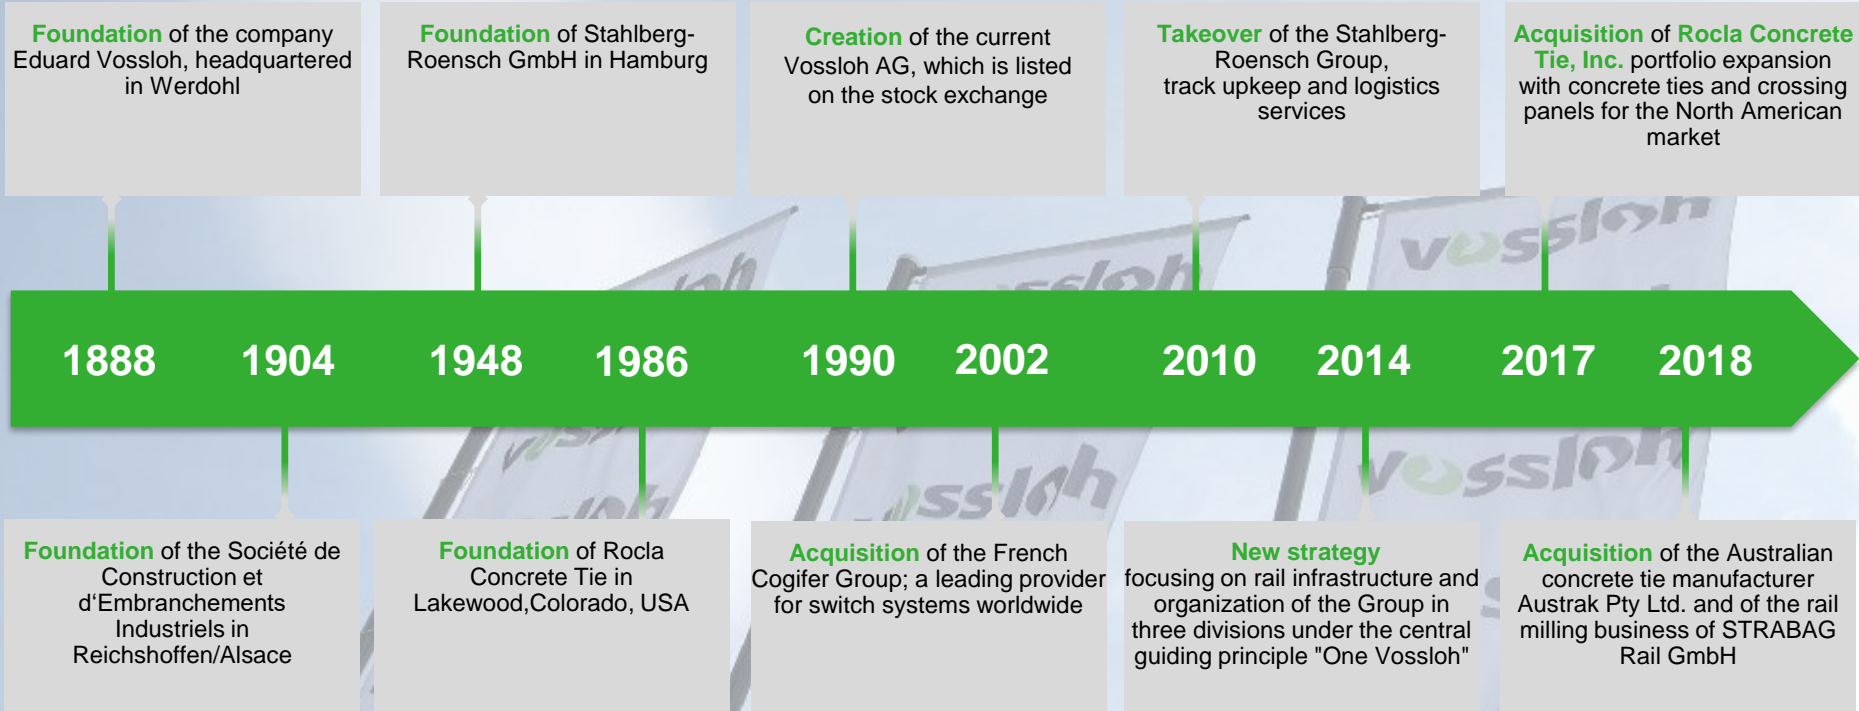 Foundation of the company
Eduard Vossloh, headquartered
in Werdohl
Foundation of Stahlberg-
Roensch GmbH in Hamburg
Creation of the current
Vossloh AG, which is listed
on the stock exchange
Takeover of the Stahlberg-
Roensch Group,
track upkeep and logistics
services
Acquisition of Rocla Concrete
Tie, Inc. portfolio expansion
with concrete ties and crossing
panels for the North American
market
vossloh
vossloh
1888 1904 1948 1986 1990 2002 2010 2014 2017 2018
vossloh
Foundation of the Société de
Construction et
d‘Embranchements
Industriels in
Reichshoffen/Alsace
Foundation of Rocla
Concrete Tie in
Lakewood,Colorado, USA
Acquisition of the French
Cogifer Group; a leading provider
for switch systems worldwide
New strategy
focusing on rail infrastructure and
organization of the Group in
three divisions under the central
guiding principle "One Vossloh"
Acquisition of the Australian
concrete tie manufacturer
Austrak Pty Ltd. and of the rail
milling business of STRABAG
Rail GmbH